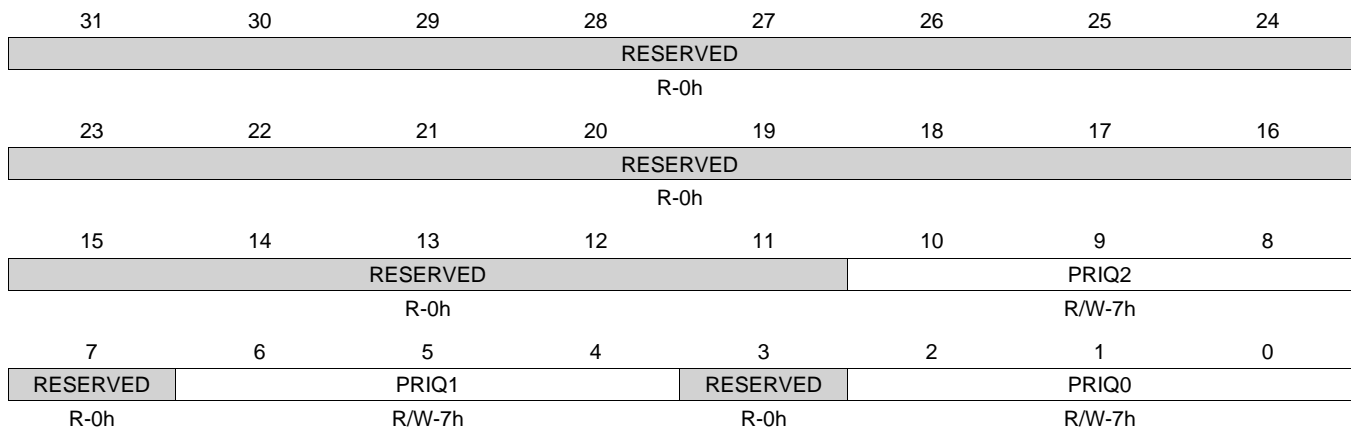 31 30 29 28 27 26 25 24
RESERVED
R-0h
23 22 21 20 19 18 17 16
RESERVED
R-0h
15 14 13 12 11 10 9 8
RESERVED PRIQ2
R-0h R/W-7h
7 6 5 4 3 2 1 0
RESERVED PRIQ1 RESERVED PRIQ0
R-0h R/W-7h R-0h R/W-7h